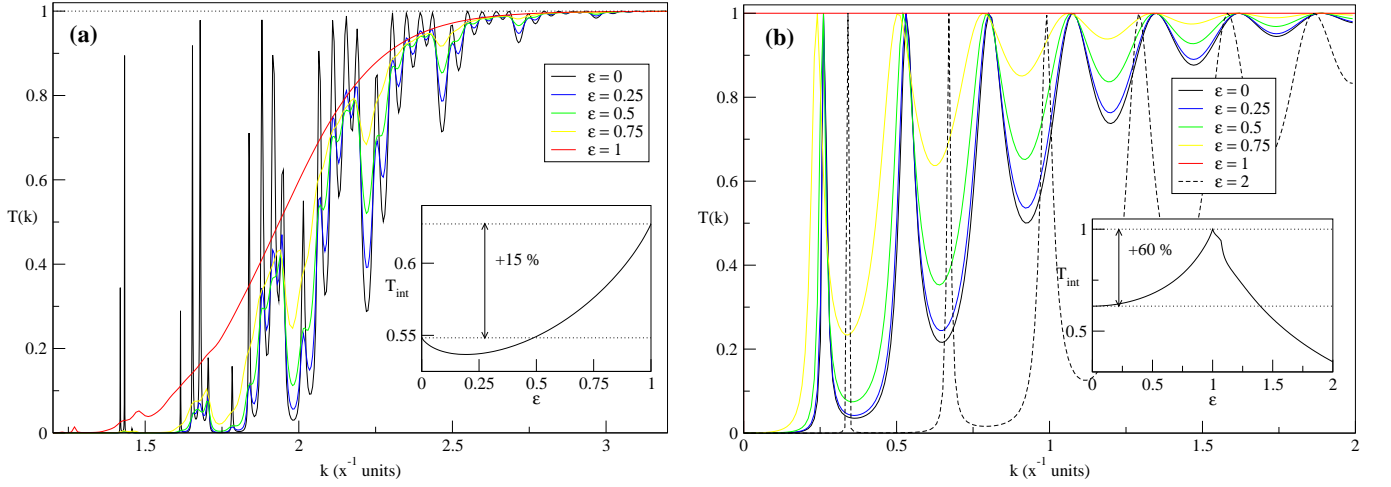 (a)
T(k)
1
0.8
0.6
0.4
0.2
0
1.5
2
2.5
3
k (x⁻¹ units)
ε = 0
ε = 0.25
ε = 0.5
ε = 0.75
ε = 1
T_int
0.6
0.55
+15 %
0
0.25
0.5
0.75
1
ε
(b)
T(k)
1
0.8
0.6
0.4
0.2
0
0
0.5
1
1.5
2
k (x⁻¹ units)
ε = 0
ε = 0.25
ε = 0.5
ε = 0.75
ε = 1
ε = 2
T_int
1
0.5
+60 %
0
0.5
1
1.5
2
ε